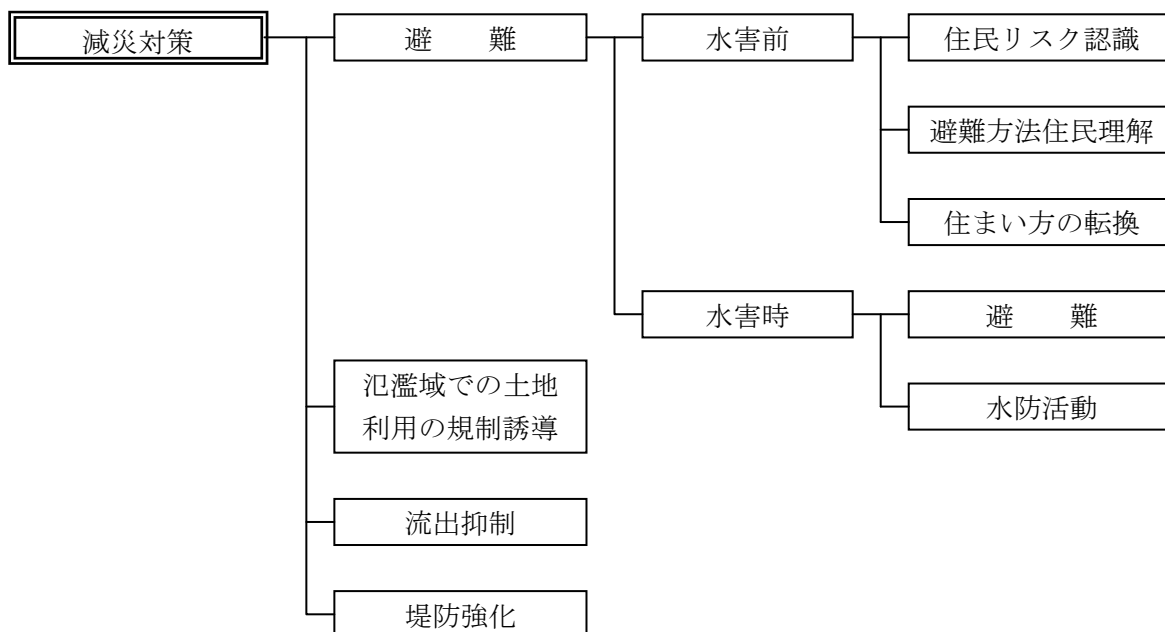 減災対策
避　　難
水害前
住民リスク認識
避難方法住民理解
住まい方の転換
水害時
避　　難
水防活動
氾濫域での土地
利用の規制誘導
流出抑制
堤防強化